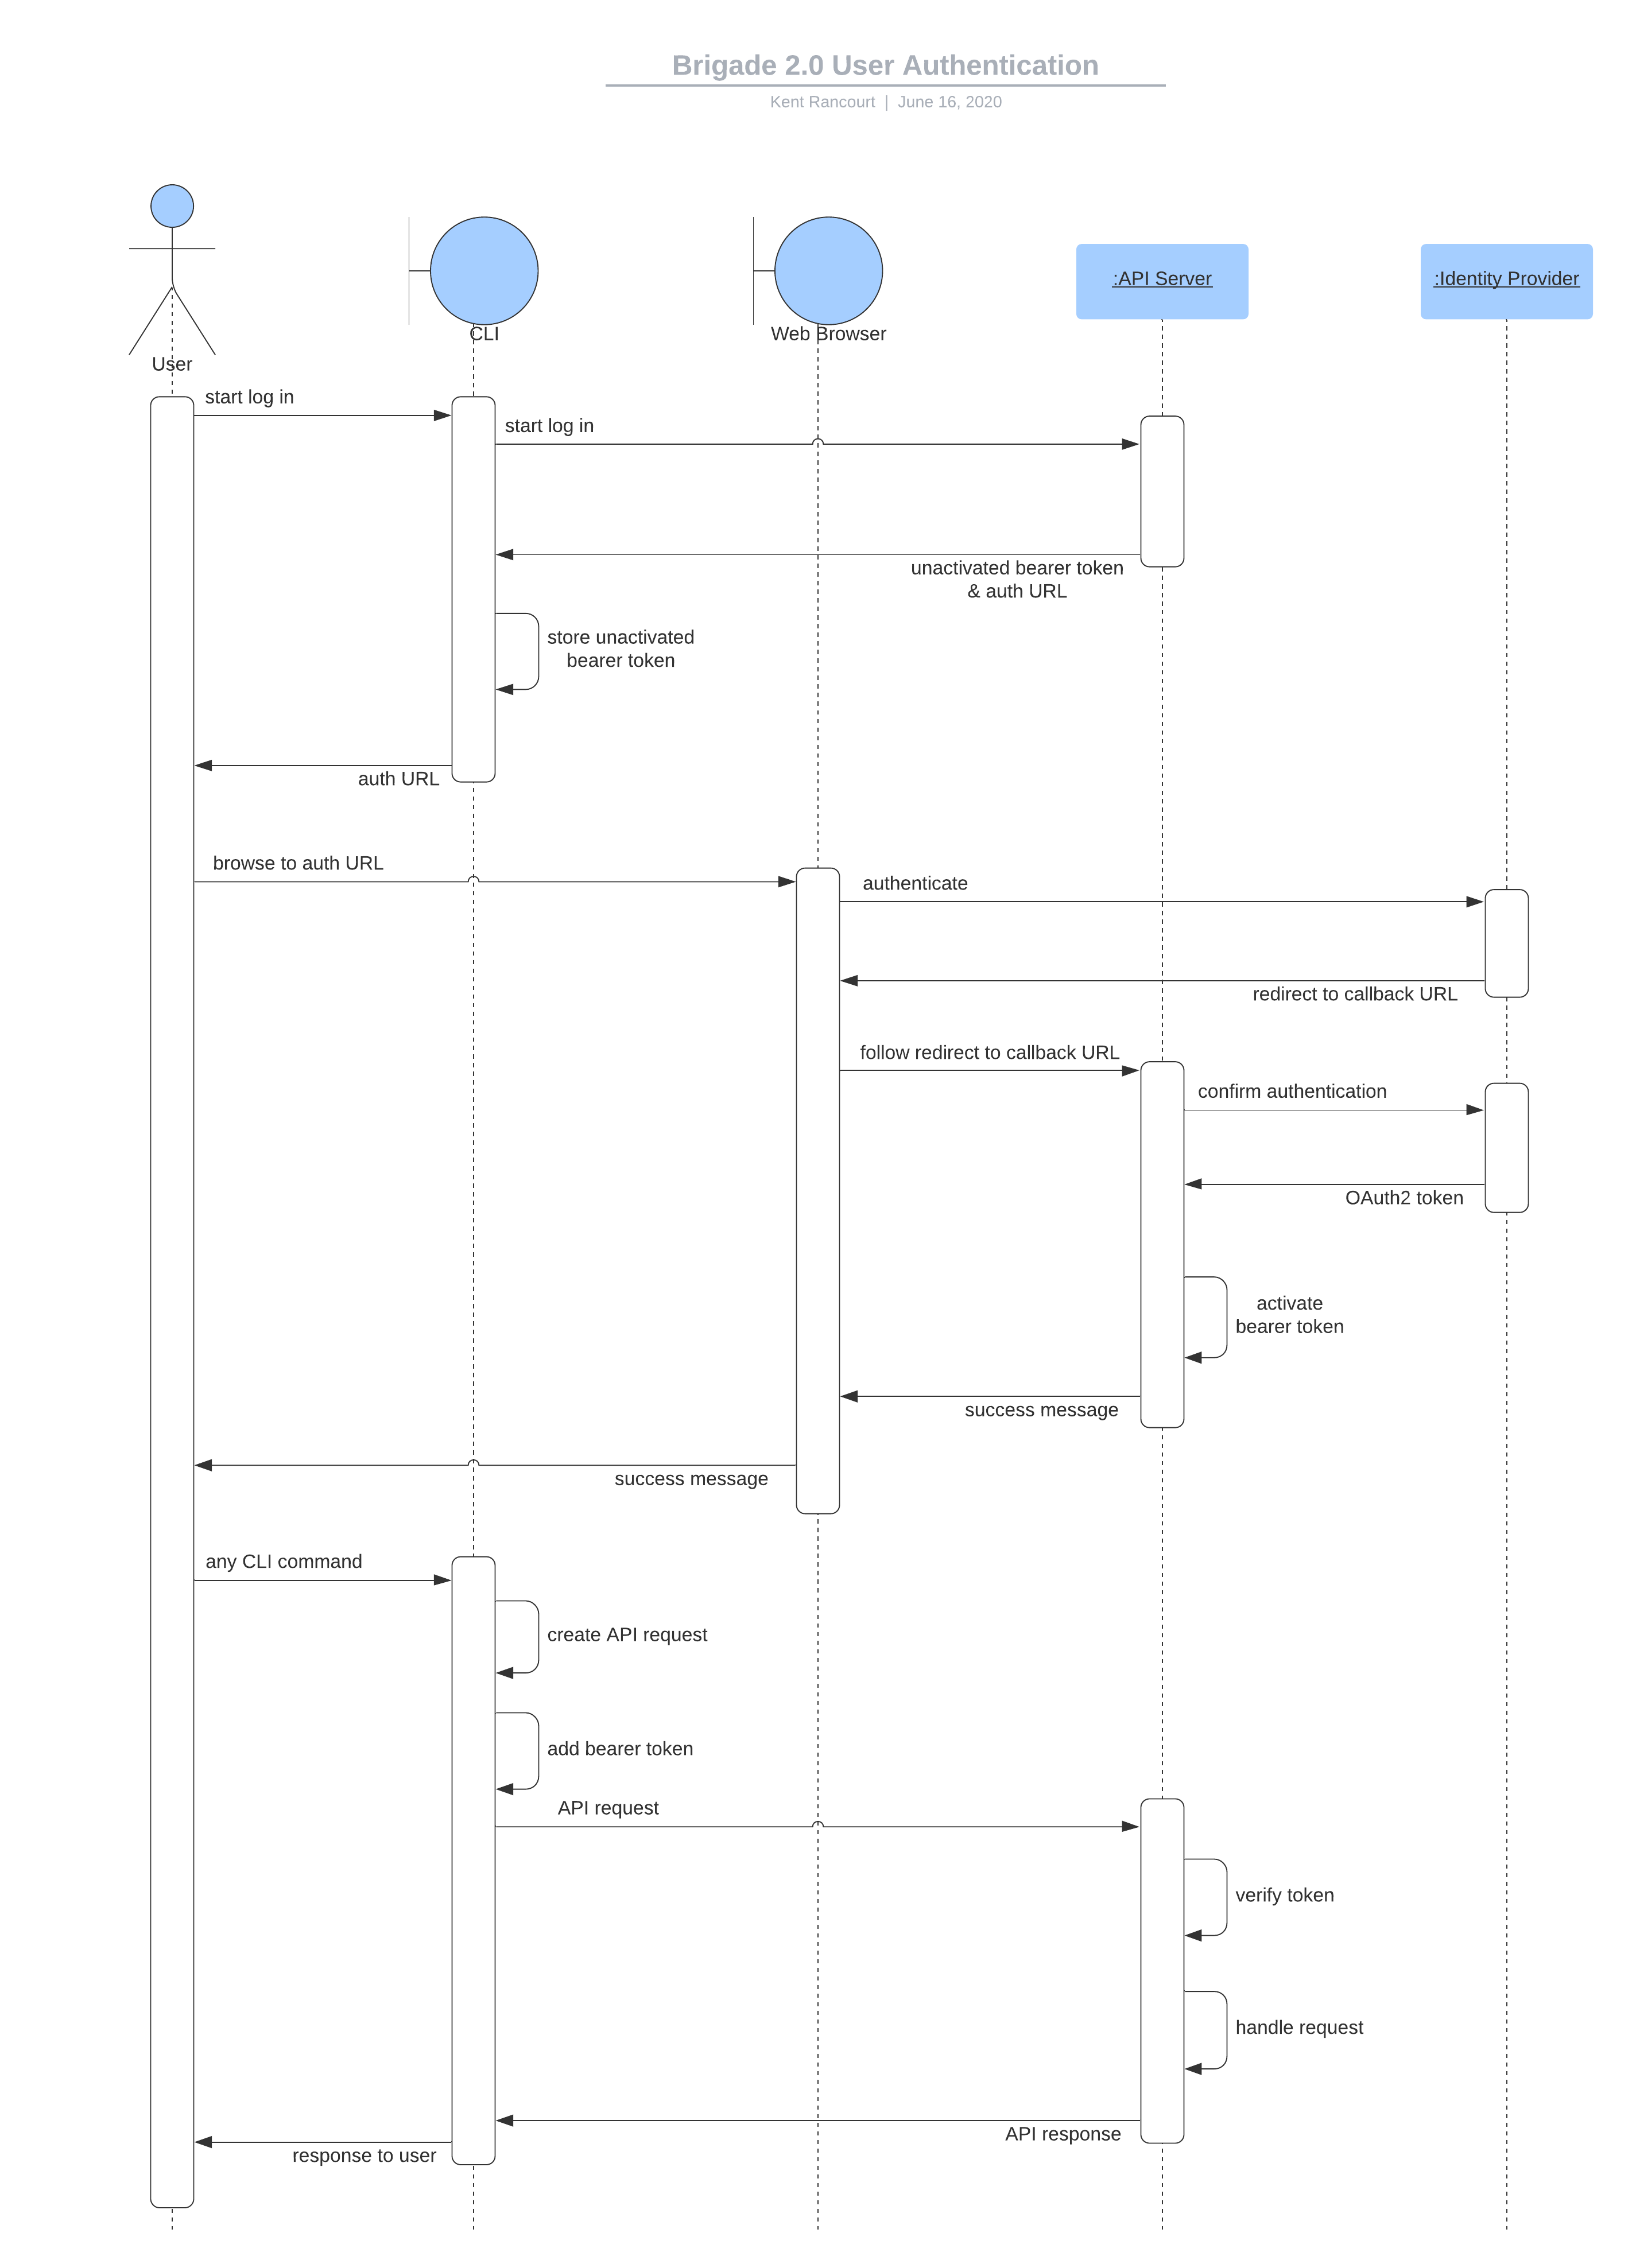 Brigade 2.0 User Authentication
Kent Rancourt | June 16, 2020
:API Server
:Identity Provider
CLI
Web Browser
User
start log in
start log in
unactivated bearer token
& auth URL
store unactivated
bearer token
auth URL
browse to auth URL
authenticate
redirect to callback URL
follow redirect to callback URL
confirm authentication
OAuth2 token
activate
bearer token
success message
success message
any CLI command
create API request
add bearer token
API request
verify token
handle request
API response
response to user